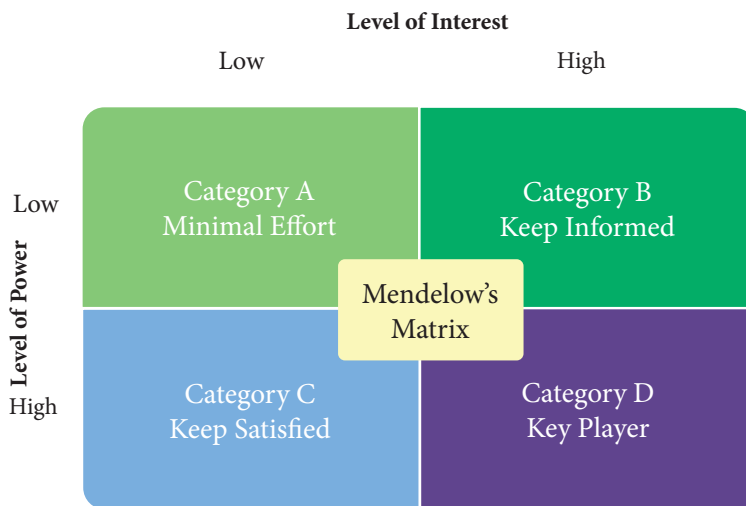 Level of Interest
Low
High
Category A
Minimal Effort
Category B
Keep Informed
Low
Level of Power
Mendelow's
Matrix
High
Category C
Keep Satisfied
Category D
Key Player